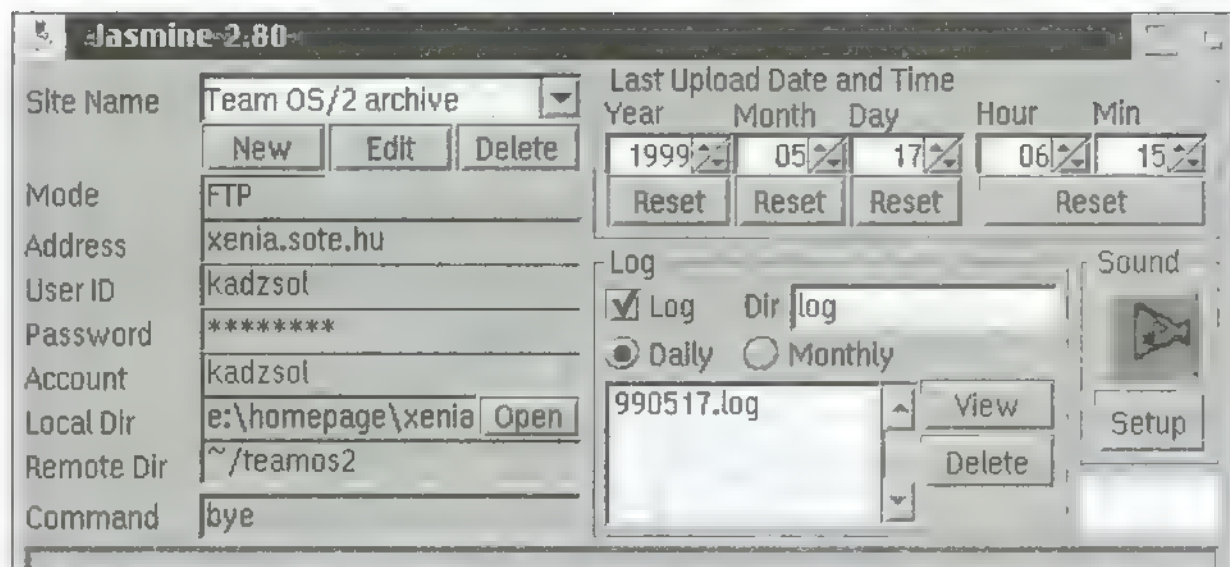 Jasmine 2.80
Site Name
Team OS/2 archive
New Edit Delete
Mode
FTP
Address
xenia.sote.hu
User ID
kadzsol
Password
********
Account
kadzsol
Local Dir
e:\homepage\xenia
Open
Remote Dir
~/teamos2
Command
bye
Last Upload Date and Time
Year Month Day Hour Min
1999 05 17 06 15
Reset Reset Reset Reset
Log
Log
Dir log
Daily Monthly
990517.log
View
Delete
Sound
Setup